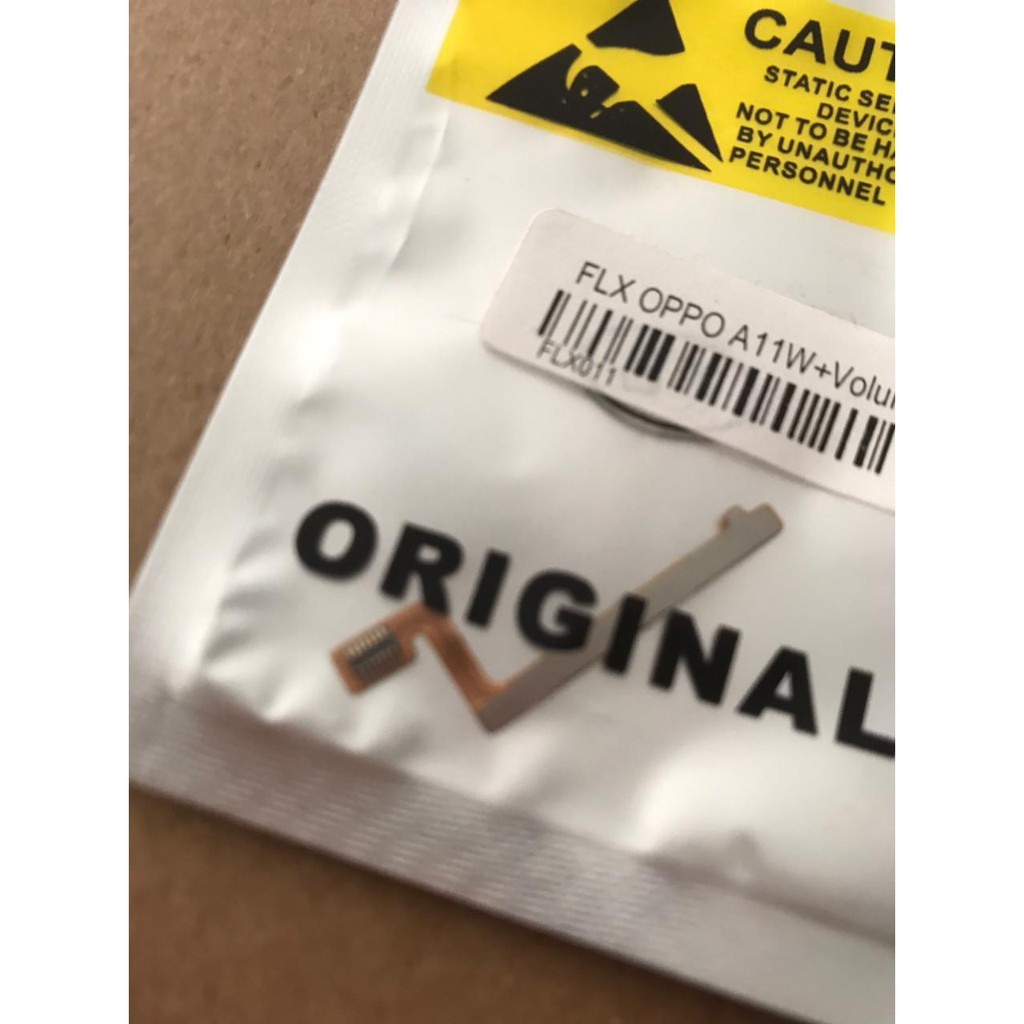 CAUT
STATIC SE
DEVIC
NOT TO BE HA
BY UNAUTHO
PERSONNEL
FLX OPPO A11W+Volu
FLX011
ORIGINAL